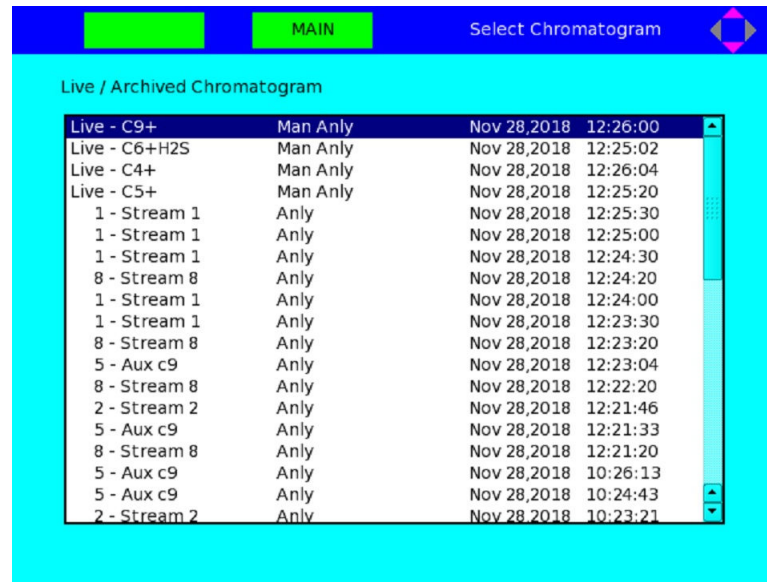 MAIN Select Chromatogram
Live / Archived Chromatogram
Live - C9+ Man Anly Nov 28,2018 12:26:00
Live - C6+H2S Man Anly Nov 28,2018 12:25:02
Live - C4+ Man Anly Nov 28,2018 12:26:04
Live - C5+ Man Anly Nov 28,2018 12:25:20
1 - Stream 1 Anly Nov 28,2018 12:25:30
1 - Stream 1 Anly Nov 28,2018 12:25:00
1 - Stream 1 Anly Nov 28,2018 12:24:30
8 - Stream 8 Anly Nov 28,2018 12:24:20
1 - Stream 1 Anly Nov 28,2018 12:24:00
1 - Stream 1 Anly Nov 28,2018 12:23:30
8 - Stream 8 Anly Nov 28,2018 12:23:20
5 - Aux c9 Anly Nov 28,2018 12:23:04
8 - Stream 8 Anly Nov 28,2018 12:22:20
2 - Stream 2 Anly Nov 28,2018 12:21:46
5 - Aux c9 Anly Nov 28,2018 12:21:33
8 - Stream 8 Anly Nov 28,2018 12:21:20
5 - Aux c9 Anly Nov 28,2018 10:26:13
5 - Aux c9 Anly Nov 28,2018 10:24:43
2 - Stream 2 Anly Nov 28,2018 10:23:21